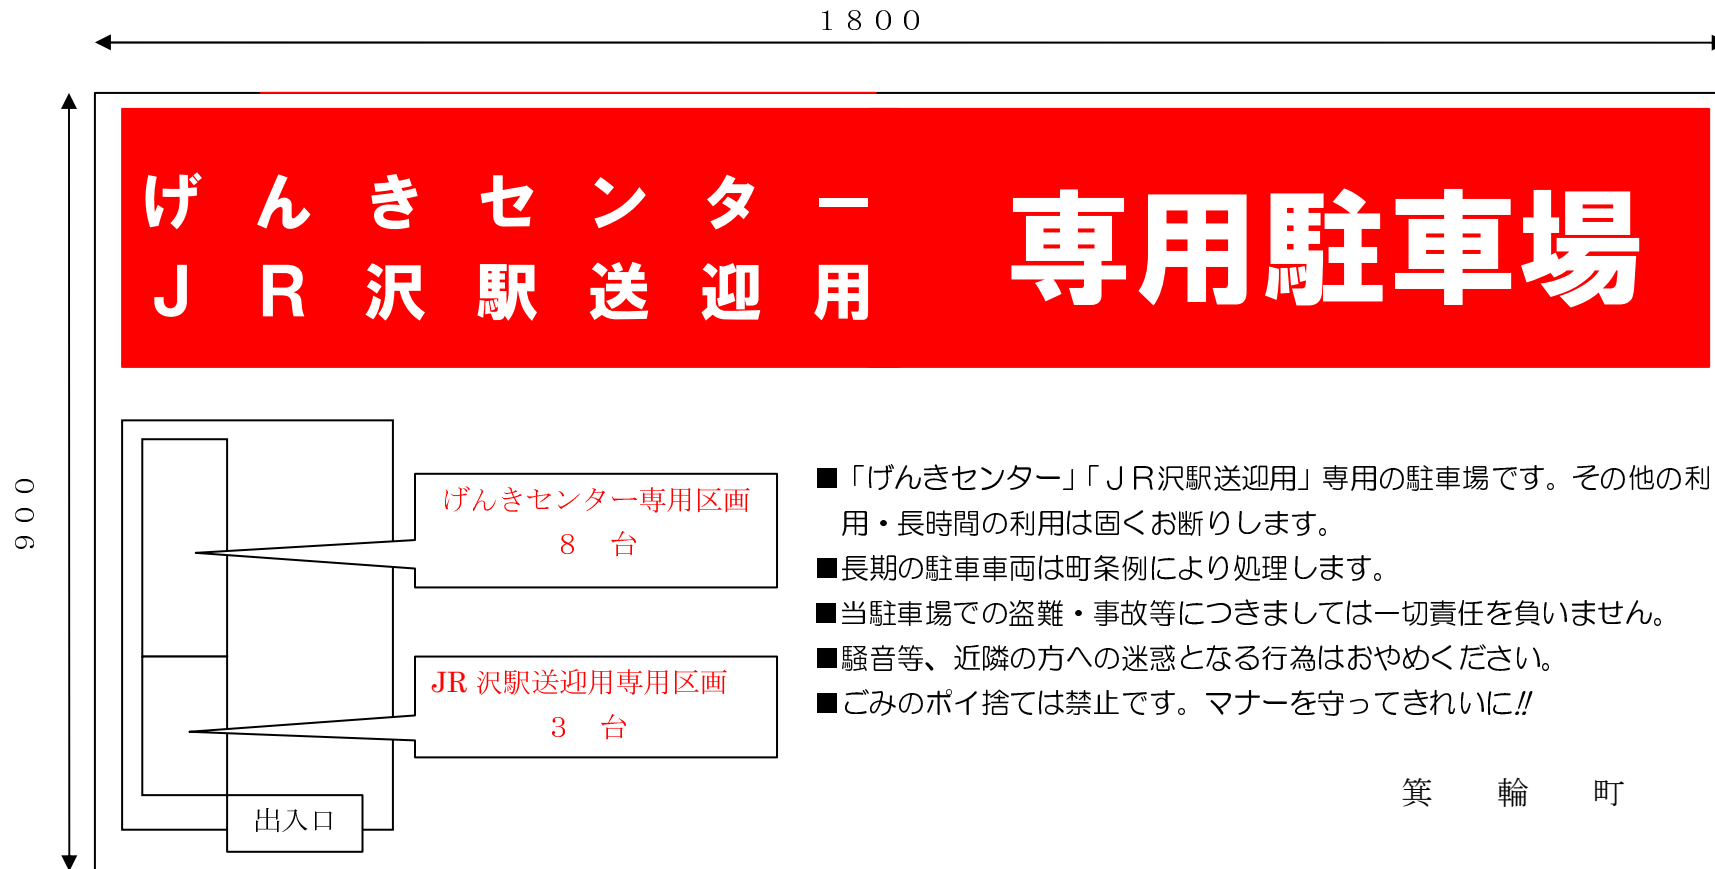 １８００
９００
げんきセンター
ＪＲ沢駅送迎用
専用駐車場
げんきセンター専用区画
８　台
JR 沢駅送迎用専用区画
３　台
出入口
■「げんきセンター」「ＪＲ沢駅送迎用」専用の駐車場です。その他の利
用・長時間の利用は固くお断りします。
■長期の駐車車両は町条例により処理します。
■当駐車場での盗難・事故等につきましては一切責任を負いません。
■騒音等、近隣の方への迷惑となる行為はおやめください。
■ごみのポイ捨ては禁止です。マナーを守ってきれいに!!
箕　輪　町